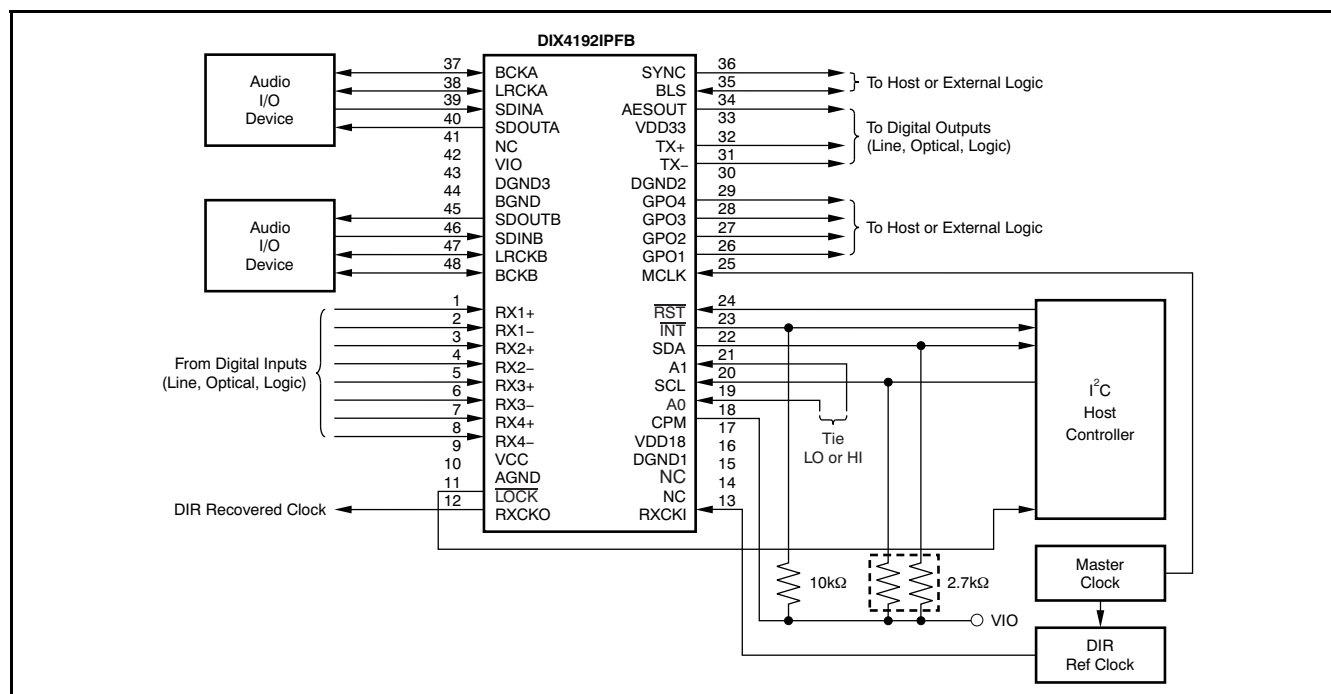 DIX4192IPFB
Audio
I/O
Device
37
38
39
40
41
42
43
44
45
46
47
48
BCKA
LRCKA
SDINA
SDOUTA
NC
VIO
DGND3
BGND
SDOUTB
SDINB
LRCKB
BCKB
Audio
I/O
Device
SYNC
BLS
AESOUT
VDD33
TX+
TX−
DGND2
GPO4
GPO3
GPO2
GPO1
MCLK
36
35
34
33
32
31
30
29
28
27
26
25
To Host or External Logic
To Digital Outputs
(Line, Optical, Logic)
To Host or External Logic
From Digital Inputs
(Line, Optical, Logic)
1
2
3
4
5
6
7
8
9
10
11
12
RX1+
RX1−
RX2+
RX2−
RX3+
RX3−
RX4+
RX4−
VCC
AGND
LOCK
RXCKO
DIR Recovered Clock
RST
INT
SDA
A1
SCL
A0
CPM
VDD18
DGND1
NC
NC
RXCKI
24
23
22
21
20
19
18
17
16
15
14
13
Tie
LO or HI
I²C
Host
Controller
10kΩ
2.7kΩ
VIO
Master
Clock
DIR
Ref Clock